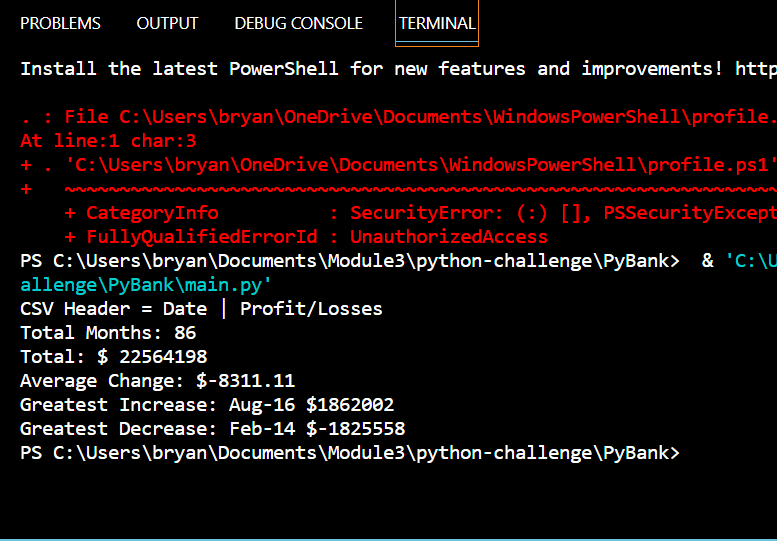 PROBLEMS OUTPUT DEBUG CONSOLE TERMINAL
Install the latest PowerShell for new features and improvements! http
. : File C:\Users\bryan\OneDrive\Documents\WindowsPowerShell\profile.
At line:1 char:3
+ . 'C:\Users\bryan\OneDrive\Documents\WindowsPowerShell\profile.ps1'
+   ~~~~~~~~~~~~~~~~~~~~~~~~~~~~~~~~~~~~~~~~~~~~~~~~~~~~~~~~~~~~~~~~~
    + CategoryInfo          : SecurityError: (:) [], PSSecurityExcept
    + FullyQualifiedErrorId : UnauthorizedAccess
PS C:\Users\bryan\Documents\Module3\python-challenge\PyBank>  & 'C:\U
allenge\PyBank\main.py'
CSV Header = Date | Profit/Losses
Total Months: 86
Total: $ 22564198
Average Change: $-8311.11
Greatest Increase: Aug-16 $1862002
Greatest Decrease: Feb-14 $-1825558
PS C:\Users\bryan\Documents\Module3\python-challenge\PyBank>